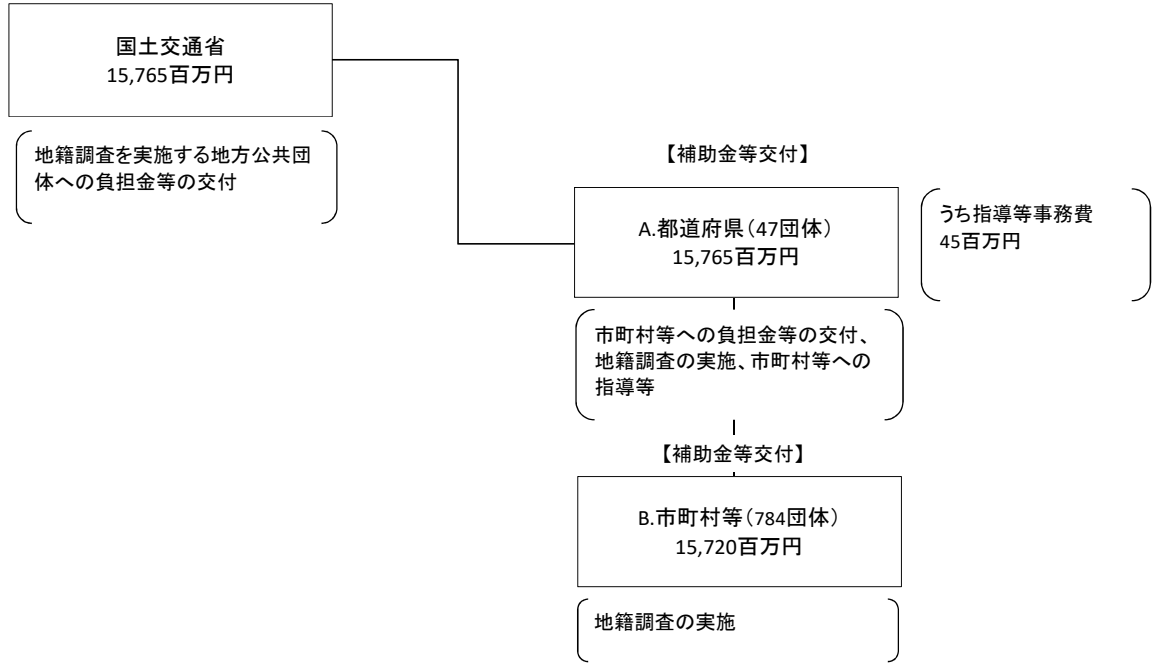 国土交通省
15,765百万円
地籍調査を実施する地方公共団
体への負担金等の交付
【補助金等交付】
A.都道府県（47団体）
15,765百万円
うち指導等事務費
45百万円
市町村等への負担金等の交付、
地籍調査の実施、市町村等への
指導等
【補助金等交付】
B.市町村等（784団体）
15,720百万円
地籍調査の実施